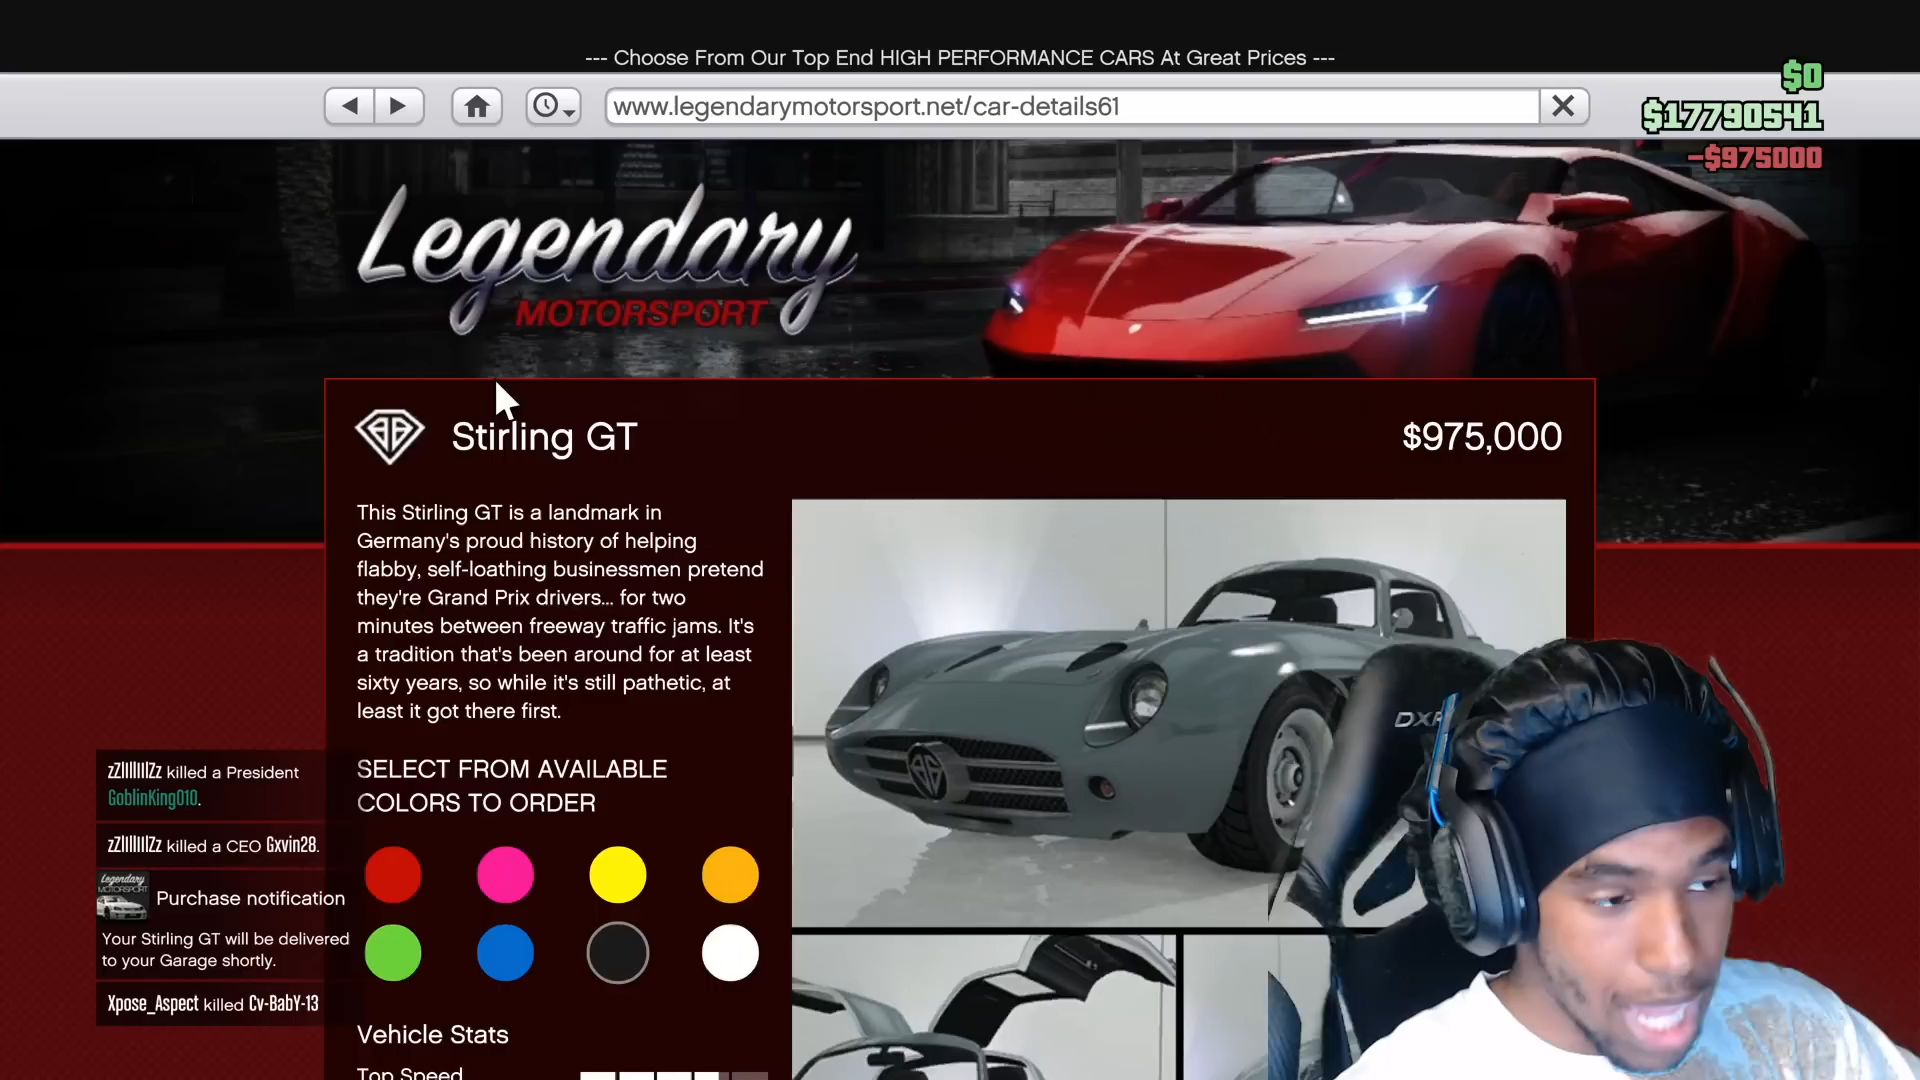 --- Choose From Our Top End HIGH PERFORMANCE CARS At Great Prices ---
$0
www.legendarymotorsport.net/car-details61
$17790541
-$975000
Legendary
MOTORSPORT
Stirling GT
$975,000
This Stirling GT is a landmark in
Germany's proud history of helping
flabby, self-loathing businessmen pretend
they're Grand Prix drivers... for two
minutes between freeway traffic jams. It's
a tradition that's been around for at least
sixty years, so while it's still pathetic, at
least it got there first.
SELECT FROM AVAILABLE
COLORS TO ORDER
killed a President
GoblinKing010.
killed a CEO Gxvin28.
Legendary
MOTORSPORT
Purchase notification
Your Stirling GT will be delivered
to your Garage shortly.
Xpose_Aspect killed Cv-BabY-13
Vehicle Stats
Top Speed